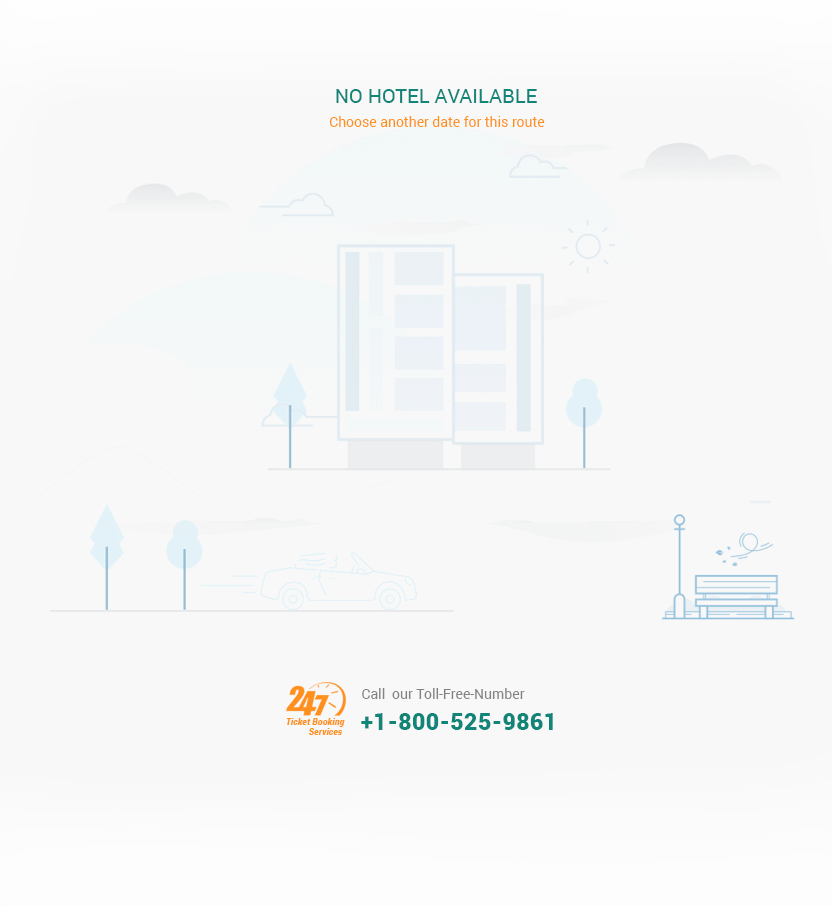 NO HOTEL AVAILABLE
Choose another date for this route
247
Ticket Booking
Services
Call our Toll-Free-Number
+1-800-525-9861